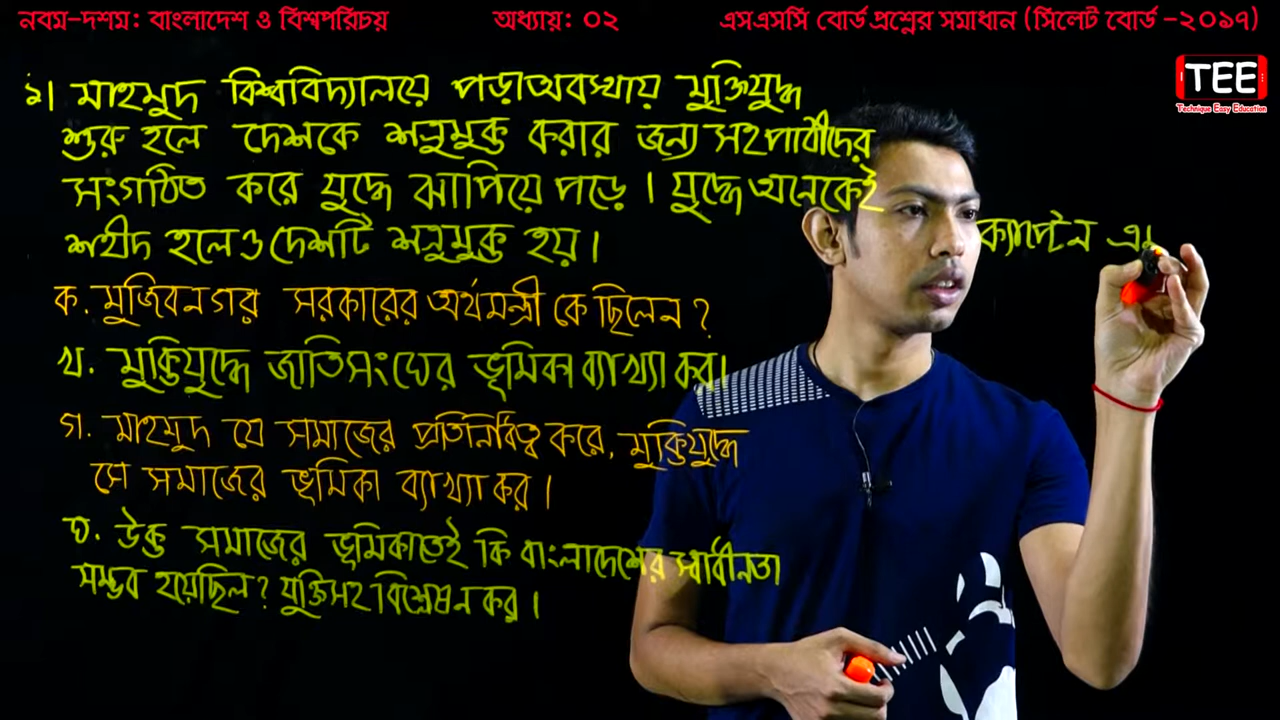 নবম-দশম: বাংলাদেশ ও বিশ্বপরিচয় অধ্যায়: ০২ এসএসসি বোর্ড প্রশ্নের সমাধান (সিলেট বোর্ড -২০১৭)
TEE
Technique Easy Education
১। মাহমুদ বিশ্ববিদ্যালয়ে পড়া অবস্থায় মুক্তিযুদ্ধে
শুরু হলে দেশকে শত্রুমুক্ত করার জন্য সহপাঠীদের
সংগঠিত করে যুদ্ধে ঝাপিয়ে পড়ে। যুদ্ধে অনেকেই
শহীদ হলেও দেশটি শত্রুমুক্ত হয়।
ক্যাপ্টেন এ
ক. মুজিবনগর সরকারের অর্থমন্ত্রী কে ছিলেন?
খ. মুক্তিযুদ্ধে জাতিসংঘের ভূমিকা ব্যাখ্যা কর।
গ. মাহমুদ যে সমাজের প্রতিনিধিত্ব করে, মুক্তিযুদ্ধে
সে সমাজের ভূমিকা ব্যাখ্যা কর।
ঘ. উক্ত সমাজের ভূমিকাতেই কি বাংলাদেশের স্বাধীনতা
সম্ভব হয়েছিল? যুক্তিসহ বিশ্লেষন কর।